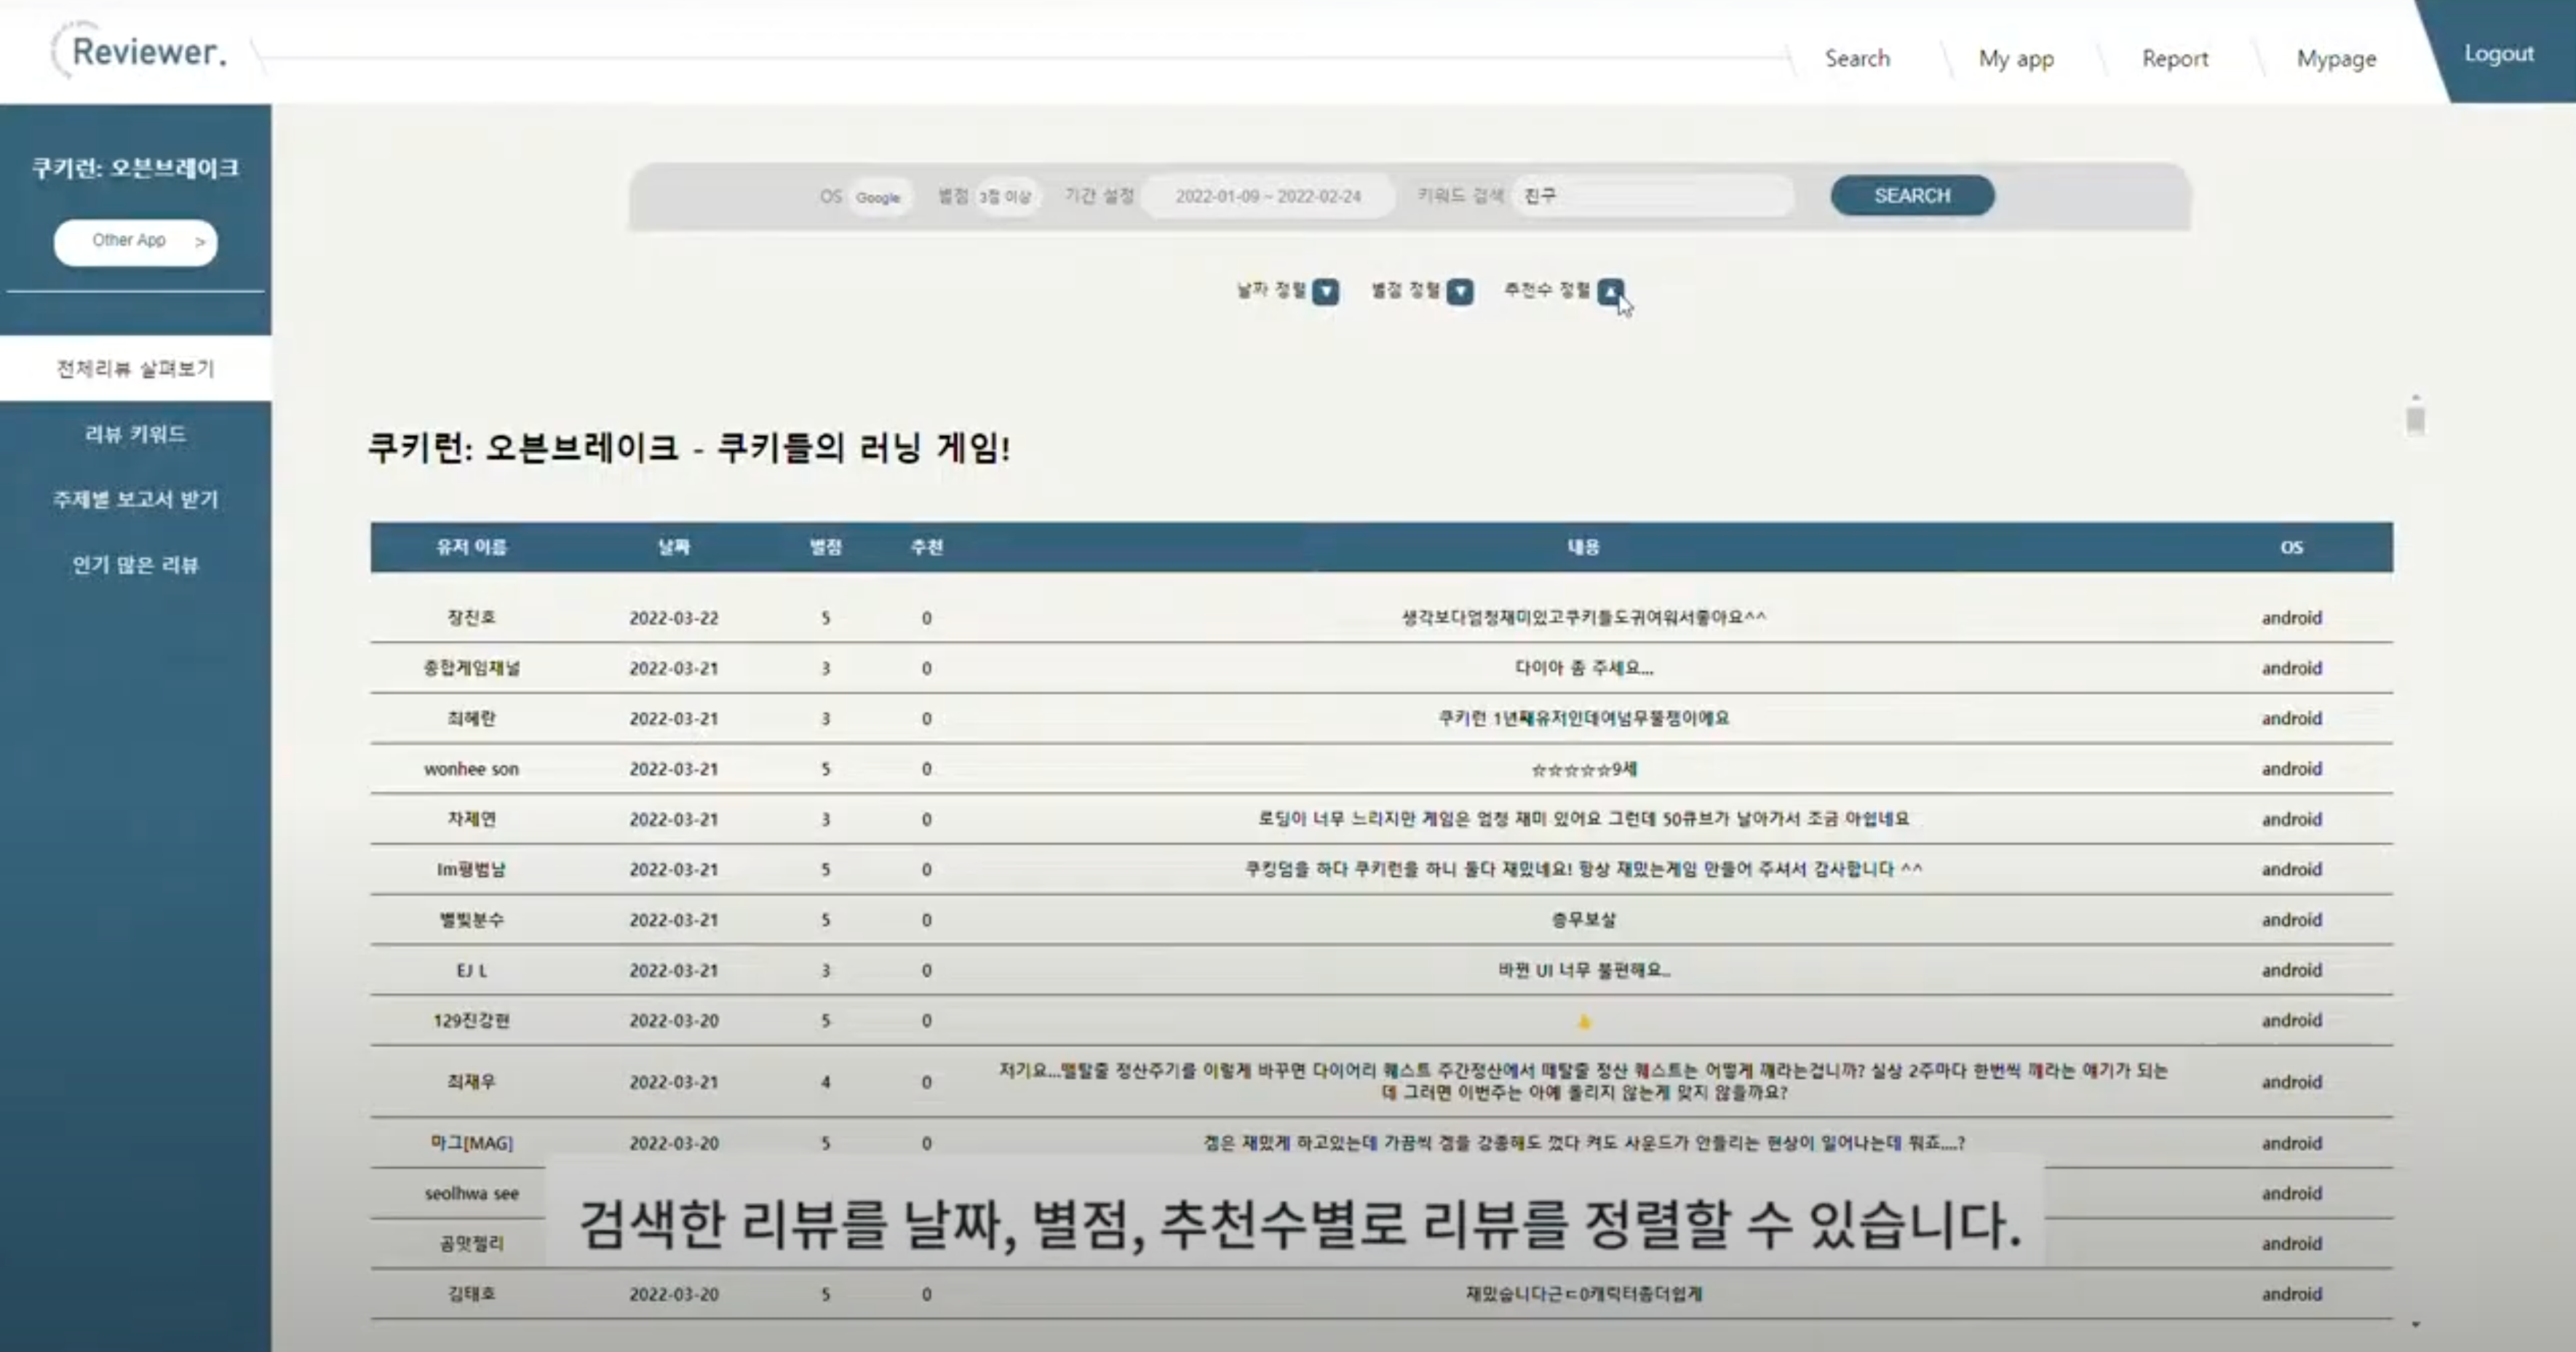 Reviewer.
Search
My app
Report
Mypage
Logout
쿠키런: 오븐브레이크
Other App >
전체리뷰 살펴보기
리뷰 키워드
주제별 보고서 받기
인기 많은 리뷰
OS Google 별점 3점 이상 기간 설정 2022-01-09 ~ 2022-02-24 키워드 검색 친구 SEARCH
날짜 정렬 ▼ 별점 정렬 ▼ 추천수 정렬 ▲
쿠키런: 오븐브레이크 - 쿠키들의 러닝 게임!
유저 이름 날짜 별점 추천 내용 OS
장진호 2022-03-22 5 0 생각보다엄청재미있고쿠키들도귀여워서좋아요^^ android
종합게임채널 2022-03-21 3 0 다이아 좀 주세요... android
최혜란 2022-03-21 3 0 쿠키런 1년째유저인데여넘무불쨈이에요 android
wonhee son 2022-03-21 5 0 ☆☆☆☆☆9세 android
차제연 2022-03-21 3 0 로딩이 너무 느리지만 게임은 엄청 재미 있어요 그런데 50큐브가 날아가서 조금 아쉽네요 android
Im평범남 2022-03-21 5 0 쿠킹덤을 하다 쿠키런을 하니 둘다 재밌네요! 항상 재밌는게임 만들어 주셔서 감사합니다 ^^ android
별빛분수 2022-03-21 5 0 충무보살 android
EJ L 2022-03-21 3 0 바뀐 UI 너무 불편해요.. android
129진강현 2022-03-20 5 0 android
최재우 2022-03-21 4 0 저기요...떼탈출 정산주기를 이렇게 바꾸면 다이어리 퀘스트 주간정산에서 떼탈출 정산 퀘스트는 어떻게 깨라는겁니까? 실상 2주마다 한번씩 깨라는 얘기가 되는 android
데 그러면 이번주는 아예 돌리지 않는게 맞지 않을까요?
마그[MAG] 2022-03-20 5 0 겜은 재밌게 하고있는데 가끔씩 겜을 강종해도 껐다 켜도 사운드가 안들리는 현상이 일어나는데 뭐죠....? android
seolhwa see android
곰맛젤리 android
검색한 리뷰를 날짜, 별점, 추천수별로 리뷰를 정렬할 수 있습니다.
김태호 2022-03-20 5 0 android